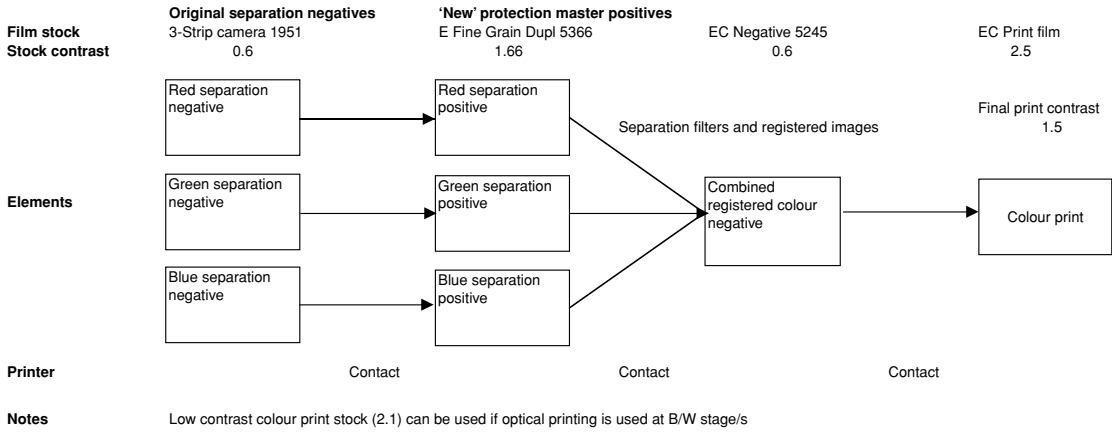 Original separation negatives 'New' protection master positives
Film stock 3-Strip camera 1951 E Fine Grain Dupl 5366 EC Negative 5245 EC Print film
Stock contrast 0.6 1.66 0.6 2.5
Red separation
negative
Red separation
positive
Final print contrast
1.5
Separation filters and registered images
Elements
Green separation
negative
Green separation
positive
Combined
registered colour
negative
Colour print
Blue separation
negative
Blue separation
positive
Printer Contact Contact Contact
Notes Low contrast colour print stock (2.1) can be used if optical printing is used at B/W stage/s